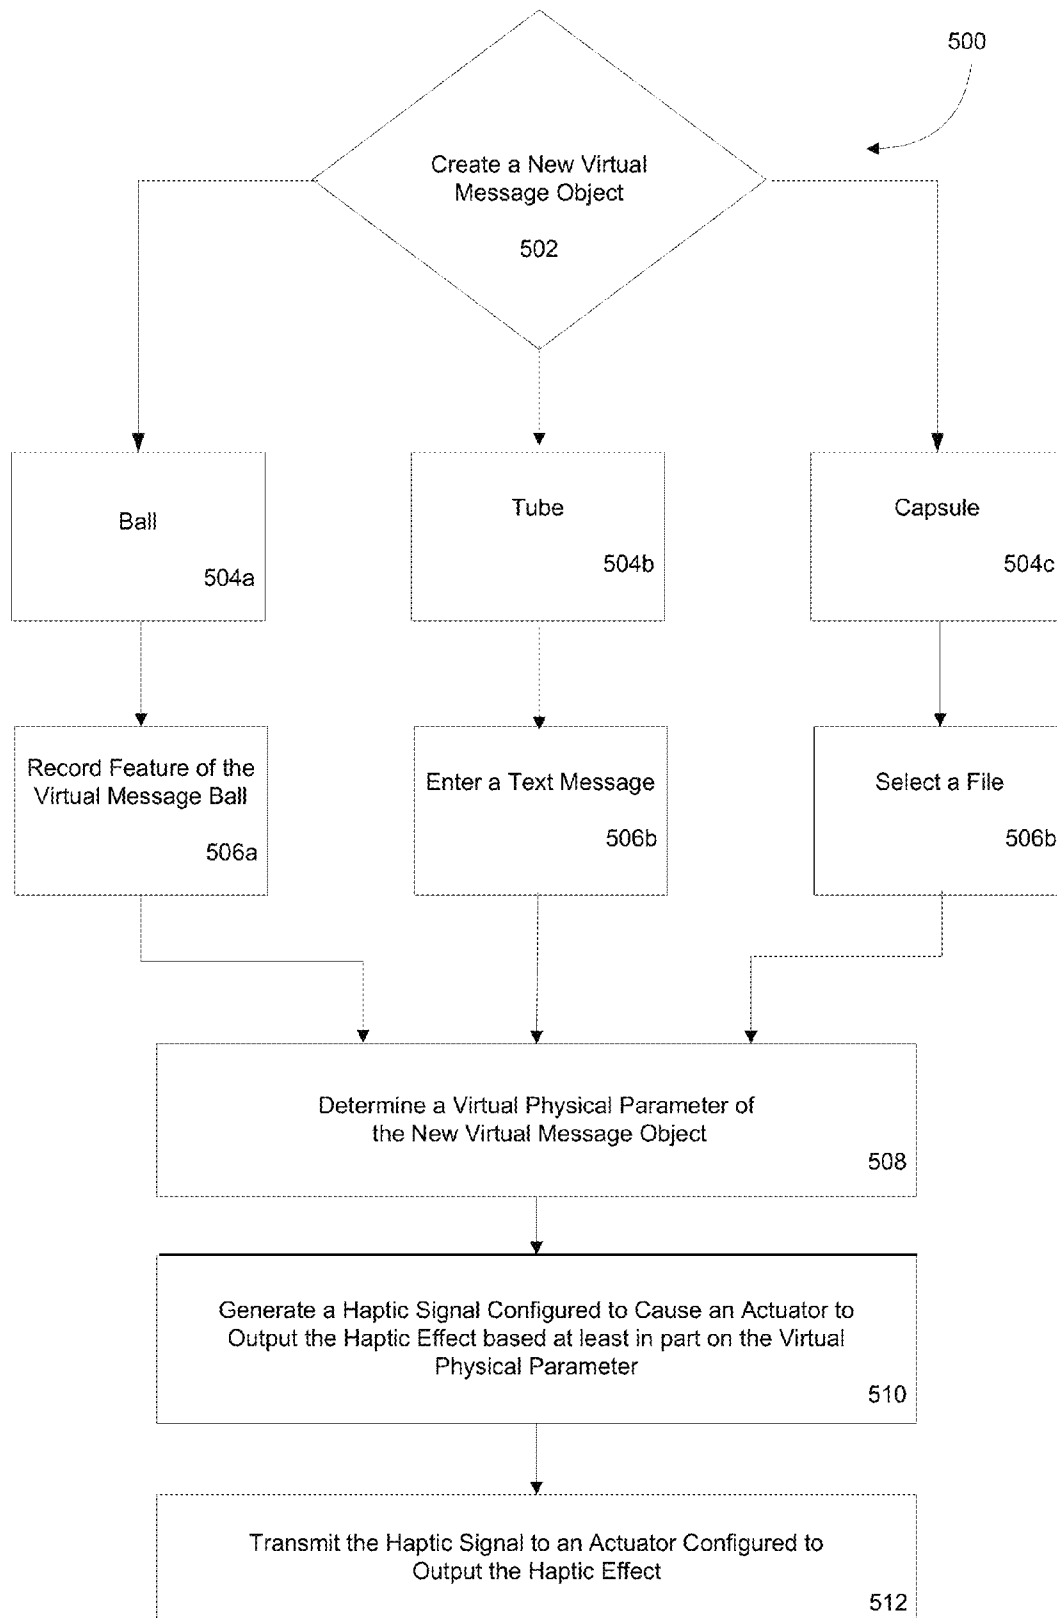 500
Create a New Virtual
Message Object
502
Ball
504a
Tube
504b
Capsule
504c
Record Feature of the
Virtual Message Ball
506a
Enter a Text Message
506b
Select a File
506b
Determine a Virtual Physical Parameter of
the New Virtual Message Object
508
Generate a Haptic Signal Configured to Cause an Actuator to
Output the Haptic Effect based at least in part on the Virtual
Physical Parameter
510
Transmit the Haptic Signal to an Actuator Configured to
Output the Haptic Effect
512